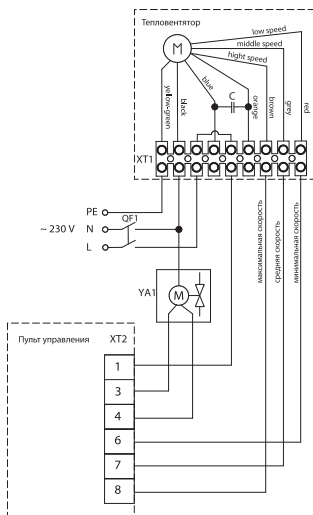 Тепловентятор
low speed
middle speed
hight speed
M
blue
C
yellow-green
black
orange
brown
grey
red
XT1
PE
QF1
~ 230 V
N
L
максимальная скорость
средняя скорость
минимальная скорость
YA1
M
Пульт управления
XT2
1
3
4
6
7
8